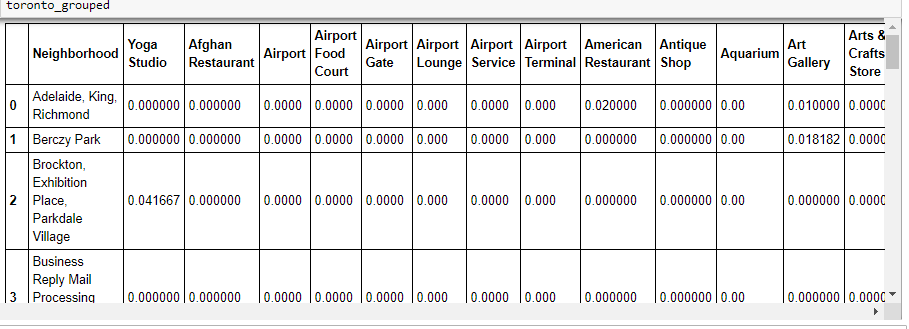 toronto_grouped
Neighborhood Yoga Studio Afghan Restaurant Airport Airport Food Court Airport Gate Airport Lounge Airport Service Airport Terminal American Restaurant Antique Shop Aquarium Art Gallery Arts & Crafts Store
0 Adelaide, King, Richmond 0.000000 0.000000 0.0000 0.0000 0.0000 0.000 0.0000 0.000 0.020000 0.000000 0.00 0.010000 0.0000
1 Berczy Park 0.000000 0.000000 0.0000 0.0000 0.0000 0.000 0.0000 0.000 0.000000 0.000000 0.00 0.018182 0.0000
2 Brockton, Exhibition Place, Parkdale Village 0.041667 0.000000 0.0000 0.0000 0.0000 0.000 0.0000 0.000 0.000000 0.000000 0.00 0.000000 0.0000
3 Business Reply Mail Processing 0.000000 0.000000 0.0000 0.0000 0.0000 0.000 0.0000 0.000 0.000000 0.000000 0.00 0.000000 0.0000